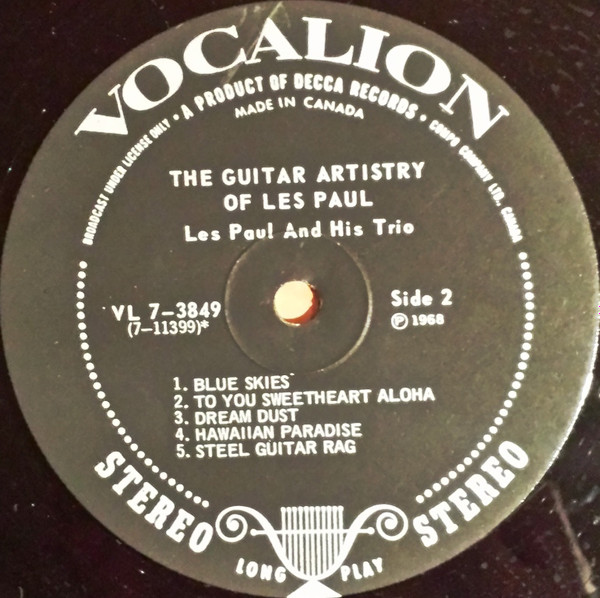 VOCALION
• A PRODUCT OF DECCA RECORDS •
MADE IN CANADA
BROADCAST UNDER LICENSE ONLY
COMPO COMPANY LTD., CANADA
THE GUITAR ARTISTRY
OF LES PAUL
Les Paul And His Trio
VL 7-3849
(7-11399)*
Side 2
℗ 1968
1. BLUE SKIES
2. TO YOU SWEETHEART ALOHA
3. DREAM DUST
4. HAWAIIAN PARADISE
5. STEEL GUITAR RAG
STEREO
STEREO
LONG PLAY